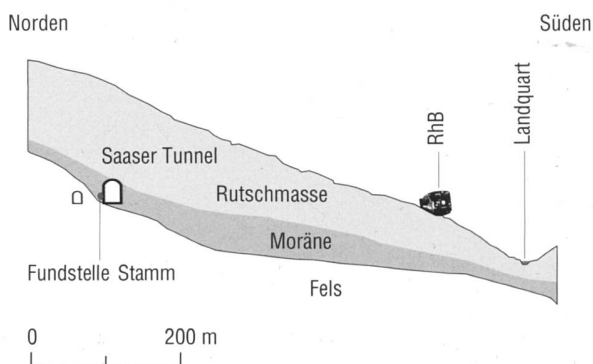 Norden
Süden
Landquart
RhB
Saaser Tunnel
Rutschmasse
Moräne
Fundstelle Stamm
Fels
0 200 m